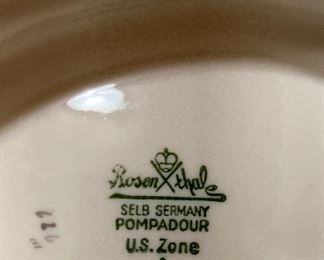 Rosenthal
SELB GERMANY
POMPADOUR
U.S. Zone